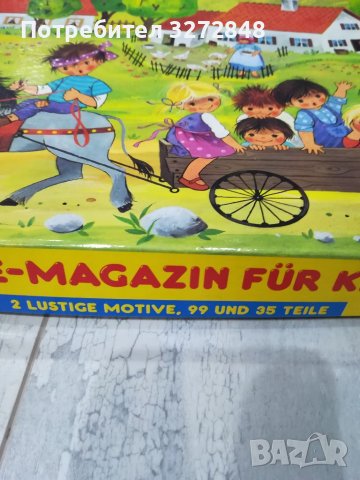 Потребител 3272848
E-MAGAZIN FÜR K
2 LUSTIGE MOTIVE, 99 UND 35 TEILE
BAZAR